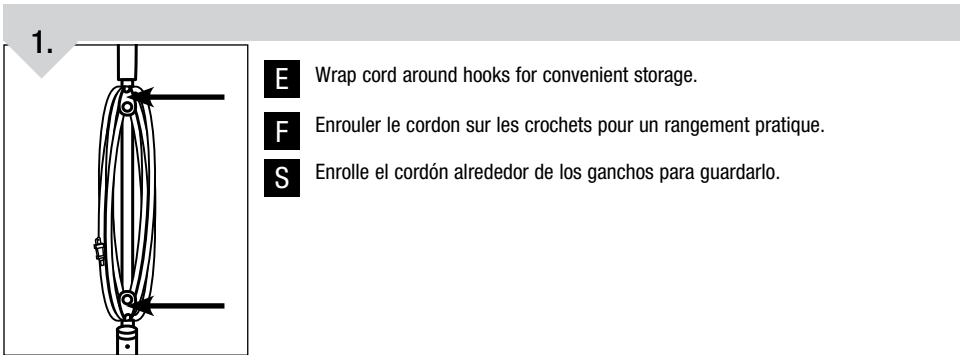 1.
E Wrap cord around hooks for convenient storage.
F Enrouler le cordon sur les crochets pour un rangement pratique.
S Enrolle el cordón alrededor de los ganchos para guardarlo.